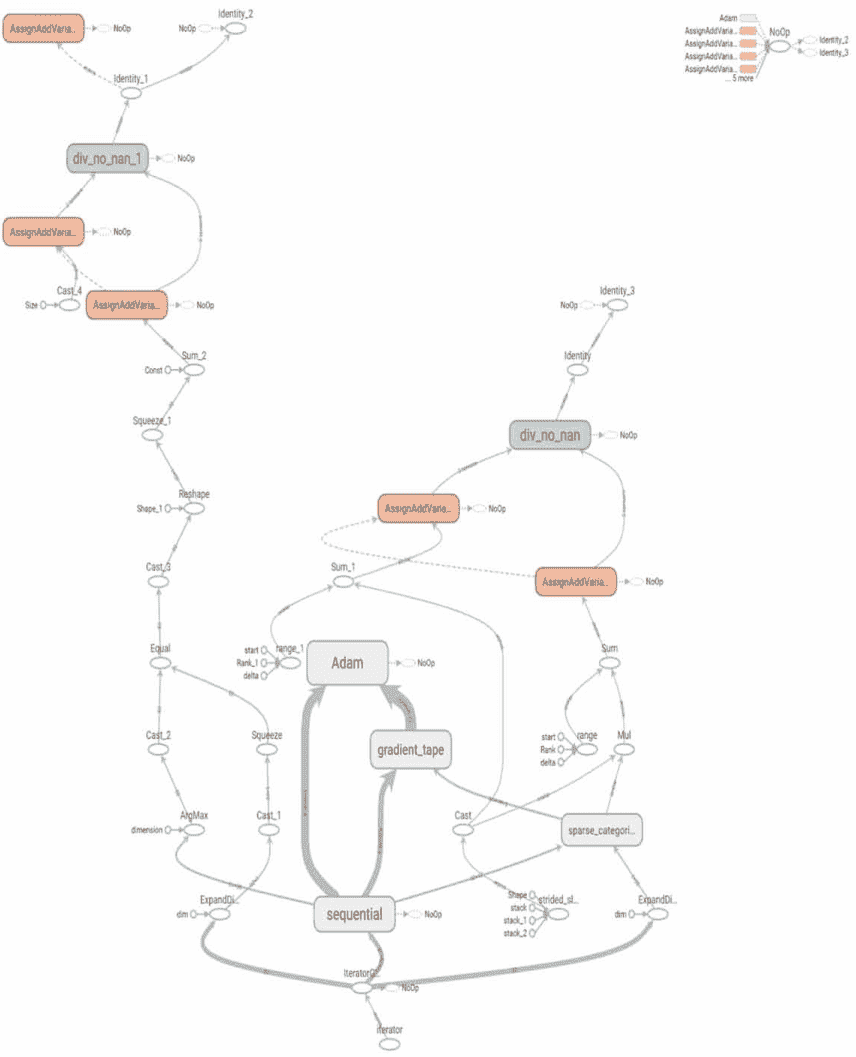 AssignAddVaria..
NoOp
NoOp
Identity_2
Identity_1
div_no_nan_1
NoOp
AssignAddVaria...
NoOp
Cast_4
Size
AssignAddVaria...
NoOp
Sum_2
Const
Squeeze_1
Reshape
Shape_1
Cast_3
Equal
Cast_2
Squeeze
ArgMax
dimension
Cast_1
ExpandDi..
dim
Adam
AssignAddVaria...
AssignAddVaria...
AssignAddVaria...
AssignAddVaria...
... 5 more
NoOp
Identity_2
Identity_3
Identity_3
NoOp
Identity
div_no_nan
NoOp
AssignAddVaria..
NoOp
AssignAddVaria...
NoOp
Sum_1
start
range_1
Rank_1
delta
Adam
NoOp
gradient_tape
Sum
start
range
Rank
delta
Mul
Cast
sparse_categori...
sequential
NoOp
Shape
strided_sl..
stack
stack_1
stack_2
ExpandDi..
dim
NoOp
iterator